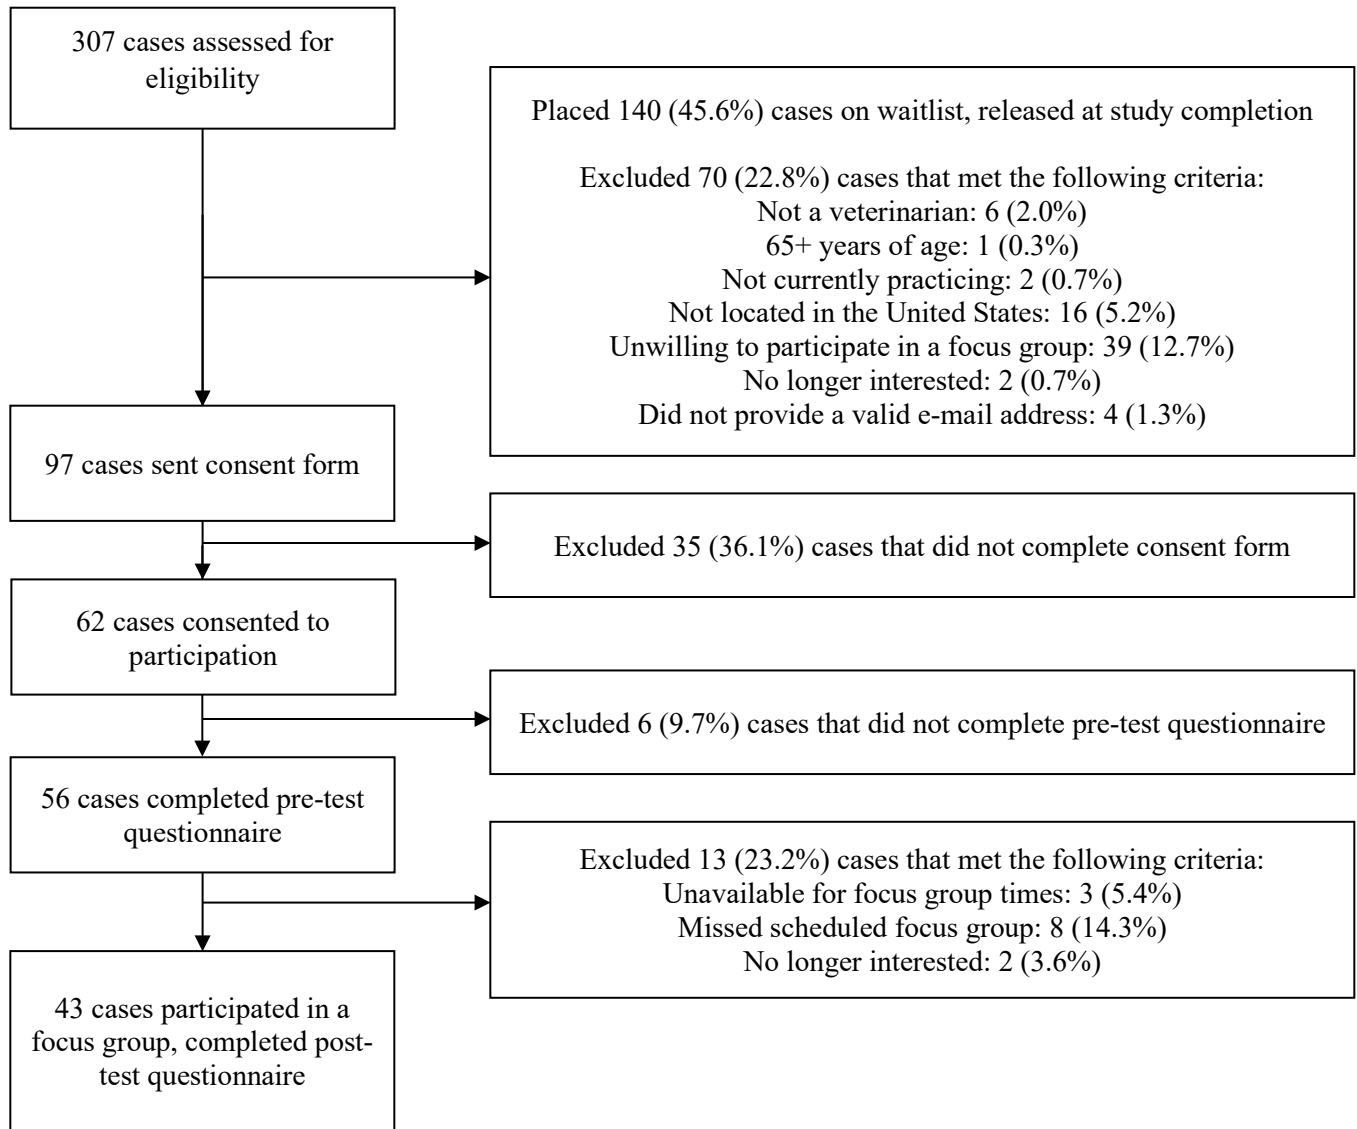 307 cases assessed for
eligibility
Placed 140 (45.6%) cases on waitlist, released at study completion
Excluded 70 (22.8%) cases that met the following criteria:
Not a veterinarian: 6 (2.0%)
65+ years of age: 1 (0.3%)
Not currently practicing: 2 (0.7%)
Not located in the United States: 16 (5.2%)
Unwilling to participate in a focus group: 39 (12.7%)
No longer interested: 2 (0.7%)
Did not provide a valid e-mail address: 4 (1.3%)
97 cases sent consent form
Excluded 35 (36.1%) cases that did not complete consent form
62 cases consented to
participation
Excluded 6 (9.7%) cases that did not complete pre-test questionnaire
56 cases completed pre-test
questionnaire
Excluded 13 (23.2%) cases that met the following criteria:
Unavailable for focus group times: 3 (5.4%)
Missed scheduled focus group: 8 (14.3%)
No longer interested: 2 (3.6%)
43 cases participated in a
focus group, completed post-
test questionnaire